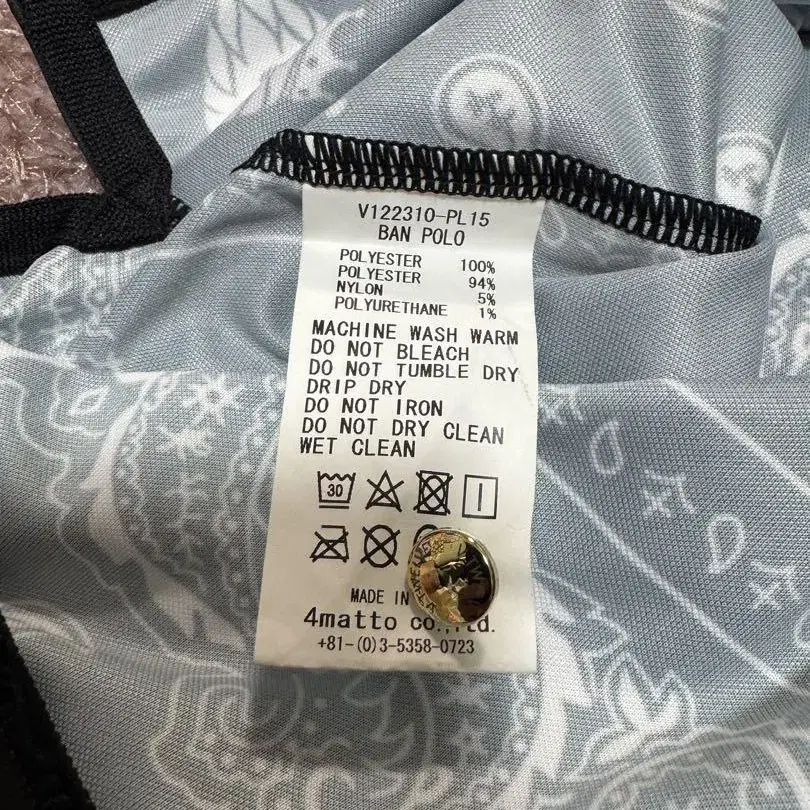 V122310-PL15
BAN POLO
POLYESTER 100%
POLYESTER 94%
NYLON 5%
POLYURETHANE 1%
MACHINE WASH WARM
DO NOT BLEACH
DO NOT TUMBLE DRY
DRIP DRY
DO NOT IRON
DO NOT DRY CLEAN
WET CLEAN
30
MADE IN
4matto co.,
+81-(0)3-5358-0723